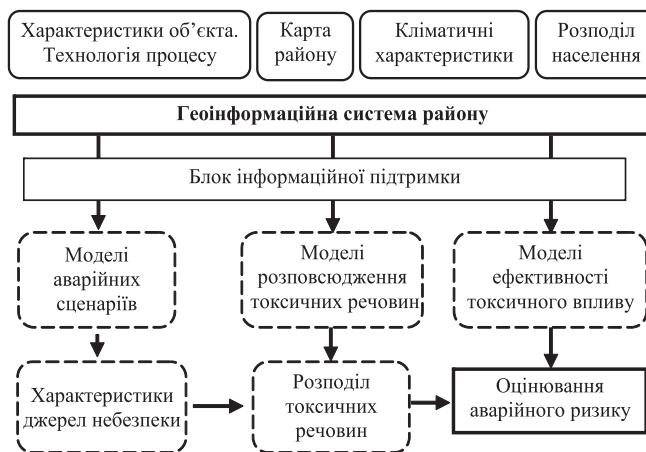 Характеристики об’єкта.
Технологія процесу
Карта
району
Кліматичні
характеристики
Розподіл
населення
Геоінформаційна система району
Блок інформаційної підтримки
Моделі
аварійних
сценаріїв
Моделі
розповсюдження
токсичних речовин
Моделі
ефективності
токсичного впливу
Характеристики
джерел небезпеки
Розподіл
токсичних
речовин
Оцінювання
аварійного ризику